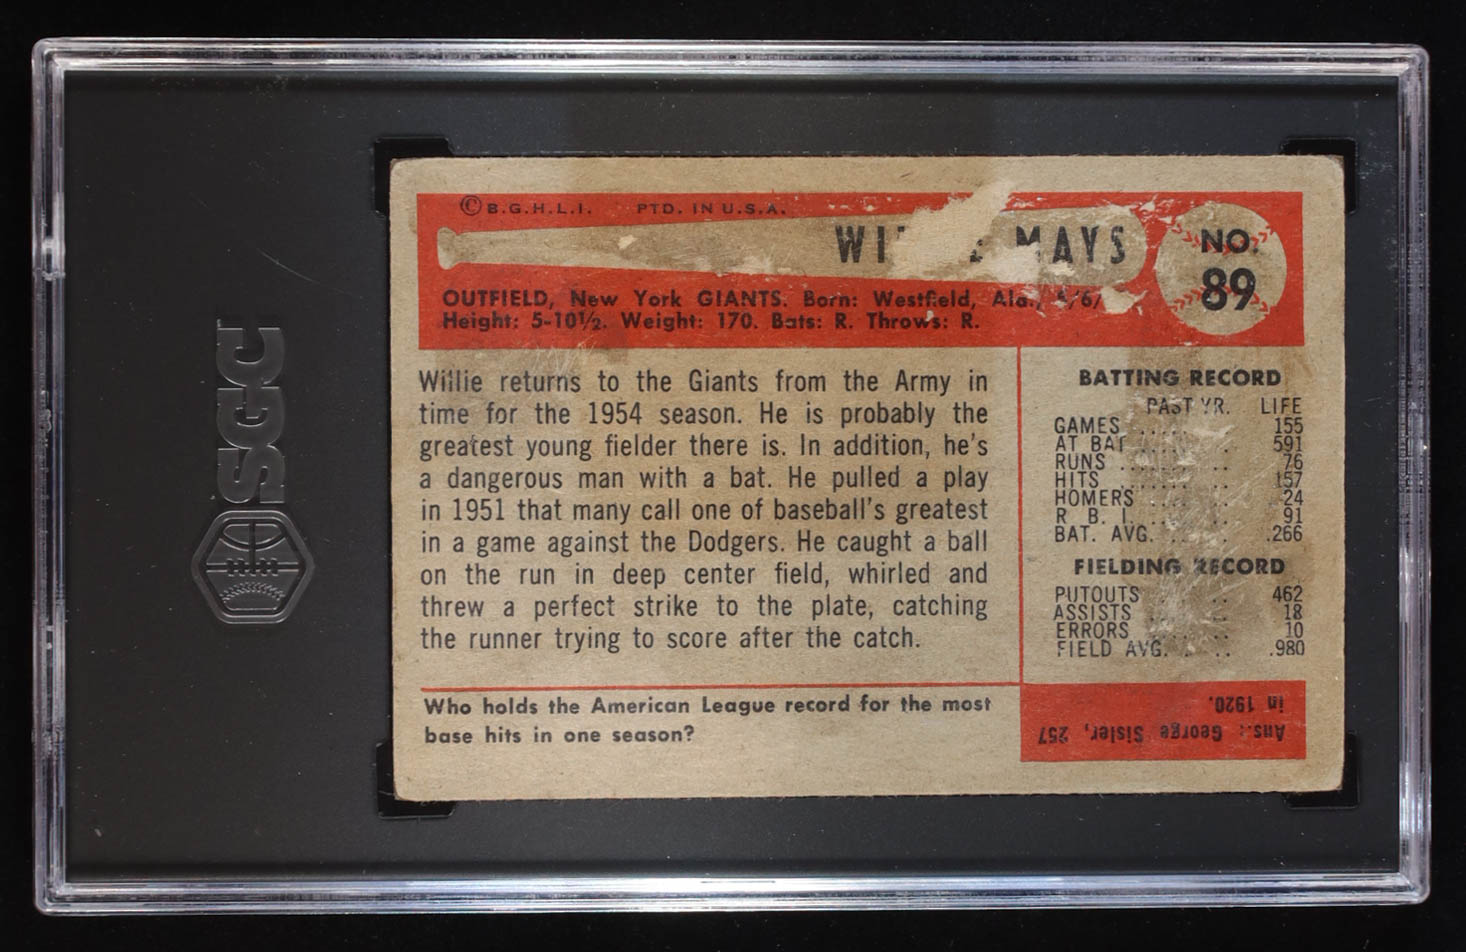 SGC
© B.G.H.L.I. PTD. IN U.S.A.
MAYS
NO.
89
OUTFIELD, New York GIANTS. Born: Westfield, Ala.,
Height: 5-10½. Weight: 170. Bats: R. Throws: R.
Willie returns to the Giants from the Army in
time for the 1954 season. He is probably the
greatest young fielder there is. In addition, he's
a dangerous man with a bat. He pulled a play
in 1951 that many call one of baseball's greatest
in a game against the Dodgers. He caught a ball
on the run in deep center field, whirled and
threw a perfect strike to the plate, catching
the runner trying to score after the catch.
Who holds the American League record for the most
base hits in one season?
BATTING RECORD
PAST YR. LIFE
GAMES 155
AT BAT 591
RUNS 76
HITS 157
HOMERS 24
R. B. I. 91
BAT. AVG. .266
FIELDING RECORD
PUTOUTS 462
ASSISTS 18
ERRORS 10
FIELD AVG. .980
Ans.: George Sisler, 257
in 1920.